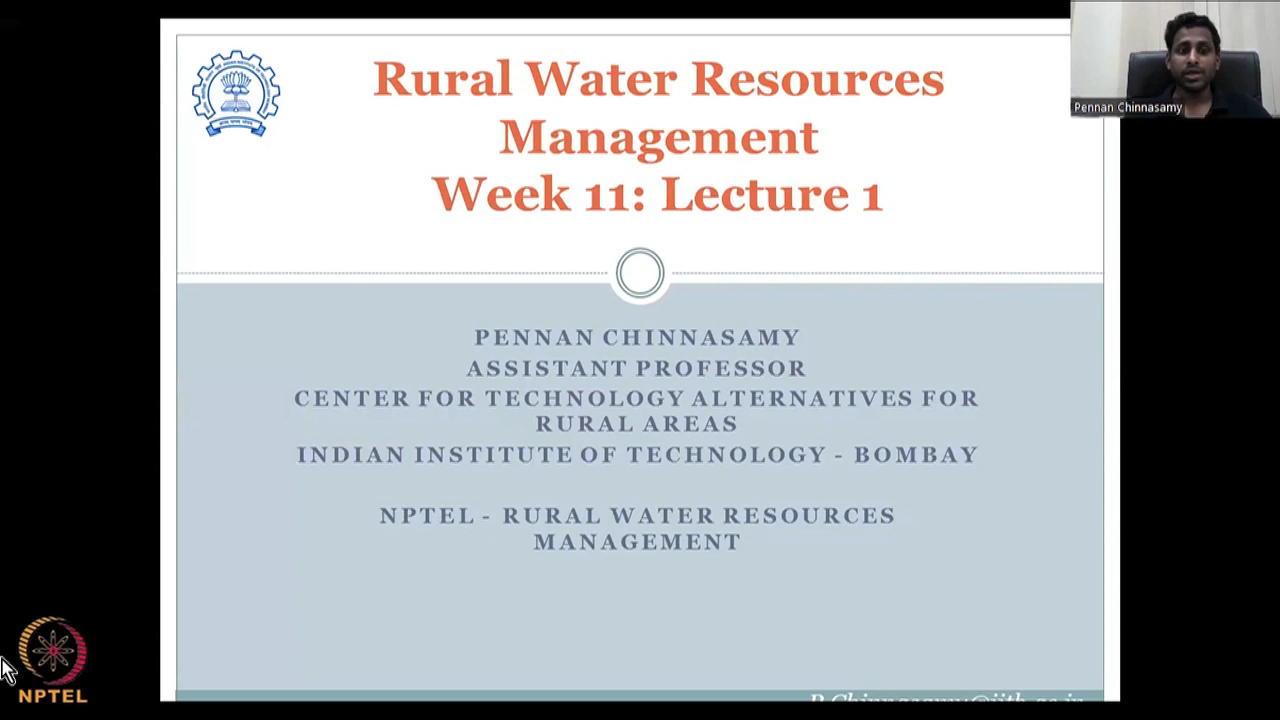 Rural Water Resources
Management
Week 11: Lecture 1
Pennan Chinnasamy
PENNAN CHINNASAMY
ASSISTANT PROFESSOR
CENTER FOR TECHNOLOGY ALTERNATIVES FOR
RURAL AREAS
INDIAN INSTITUTE OF TECHNOLOGY - BOMBAY
NPTEL - RURAL WATER RESOURCES
MANAGEMENT
NPTEL